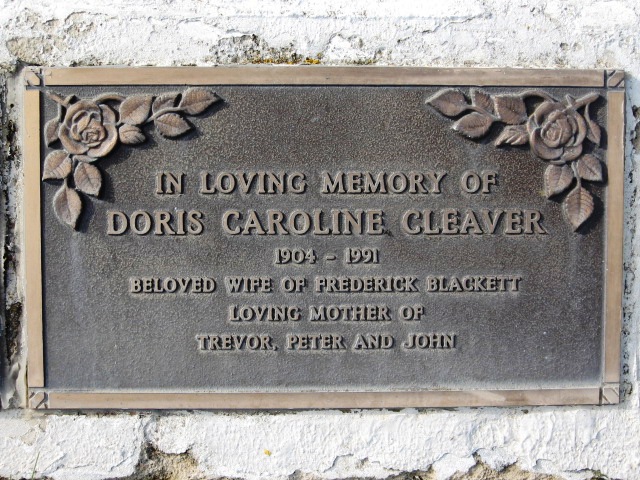 IN LOVING MEMORY OF
DORIS CAROLINE CLEAVER
1904 - 1991
BELOVED WIFE OF FREDERICK BLACKETT
LOVING MOTHER OF
TREVOR, PETER AND JOHN